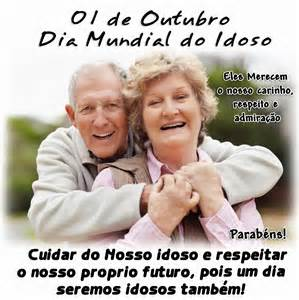 01 de Outubro
Dia Mundial do Idoso
Eles Merecem
o nosso carinho,
respeito e
admiração
Parabéns!
Cuidar do Nosso idoso e respeitar
o nosso proprio futuro, pois um dia
seremos idosos também!